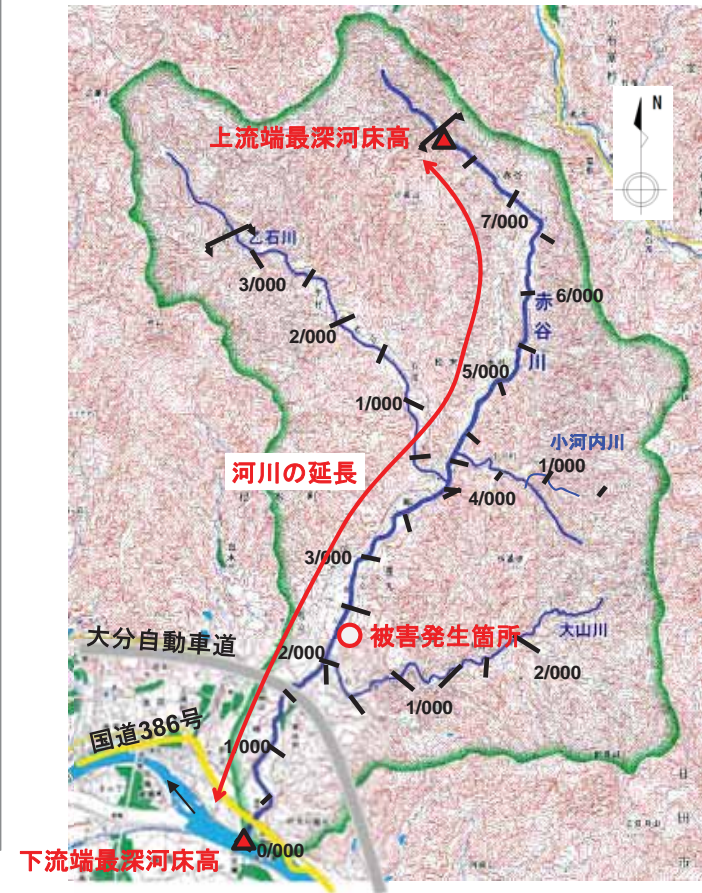 N
上流端最深河床高
7/000
乙石川
3/000
6/000
赤谷川
2/000
5/000
1/000
小河内川
1/000
河川の延長
4/000
3/000
大山川
被害発生箇所
大分自動車道
2/000
2/000
1/000
国道386号
1/000
0/000
下流端最深河床高
日田市